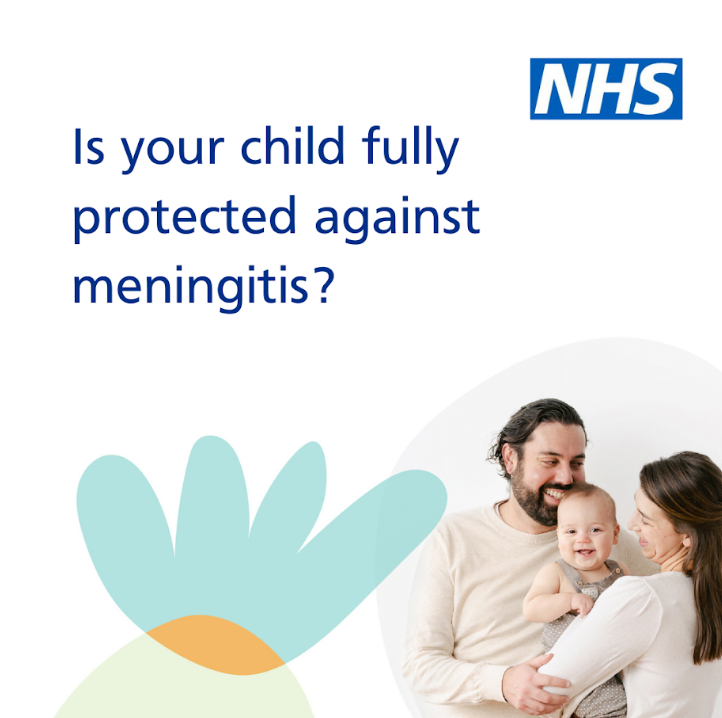 NHS
Is your child fully
protected against
meningitis?